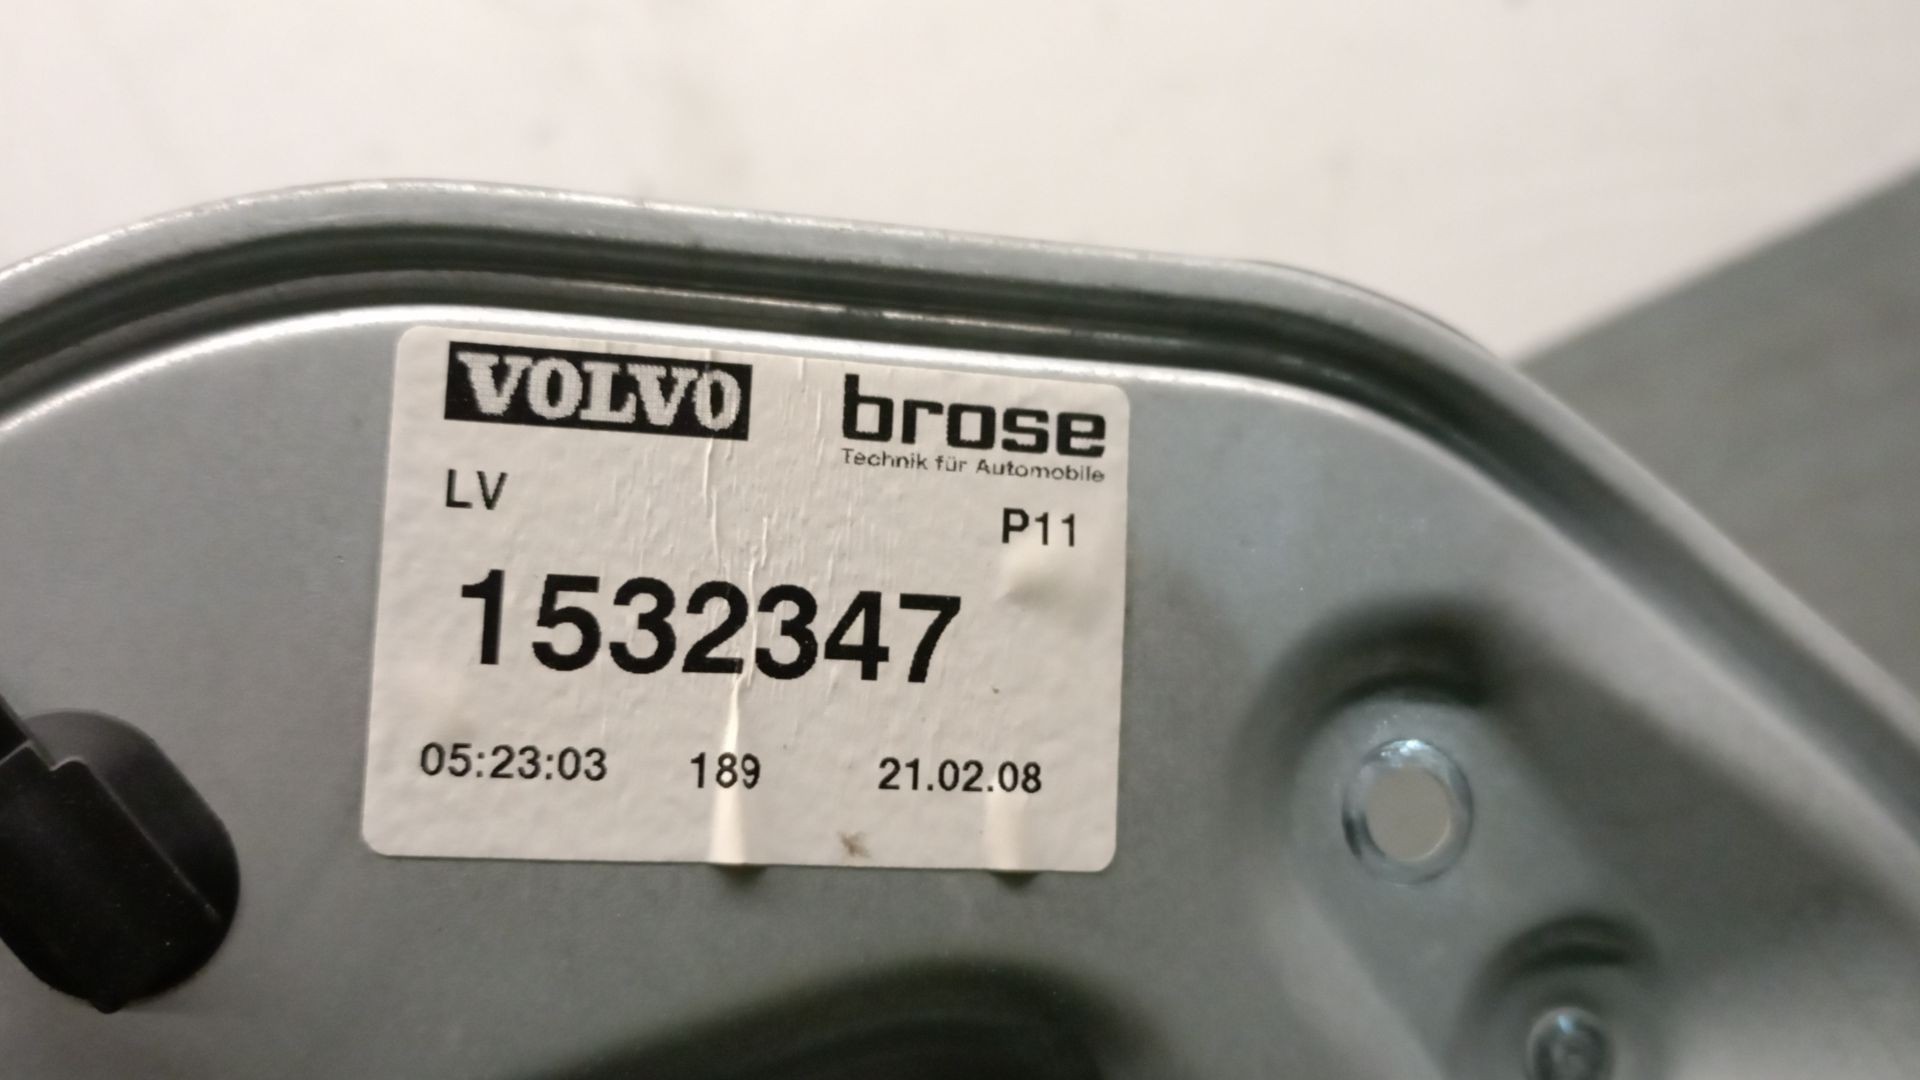 VOLVO brose
Technik für Automobile
LV P11
1532347
05:23:03 189 21.02.08